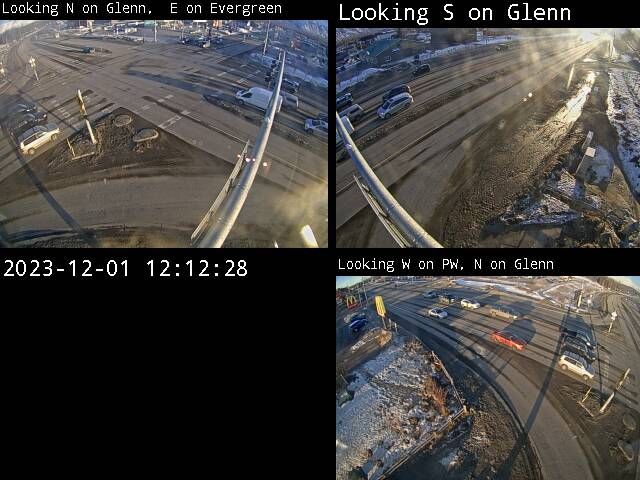 Looking N on Glenn, E on Evergreen
Looking S on Glenn
2023-12-01 12:12:28
Looking W on PW, N on Glenn